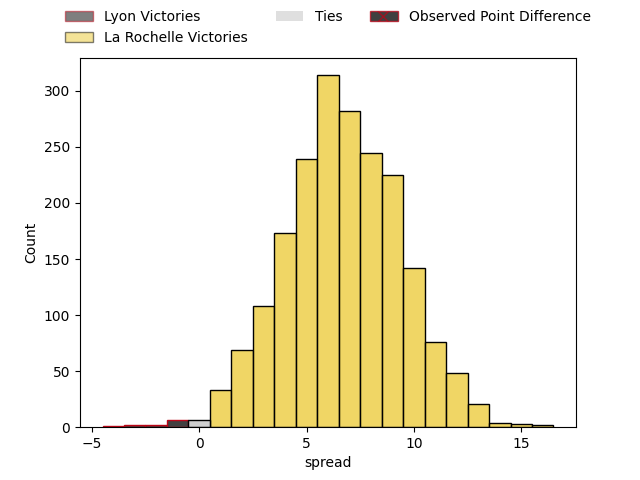 Lyon Victories
Ties
Observed Point Difference
La Rochelle Victories
300
250
200
150
100
50
0
Count
−5
0
5
10
15
spread